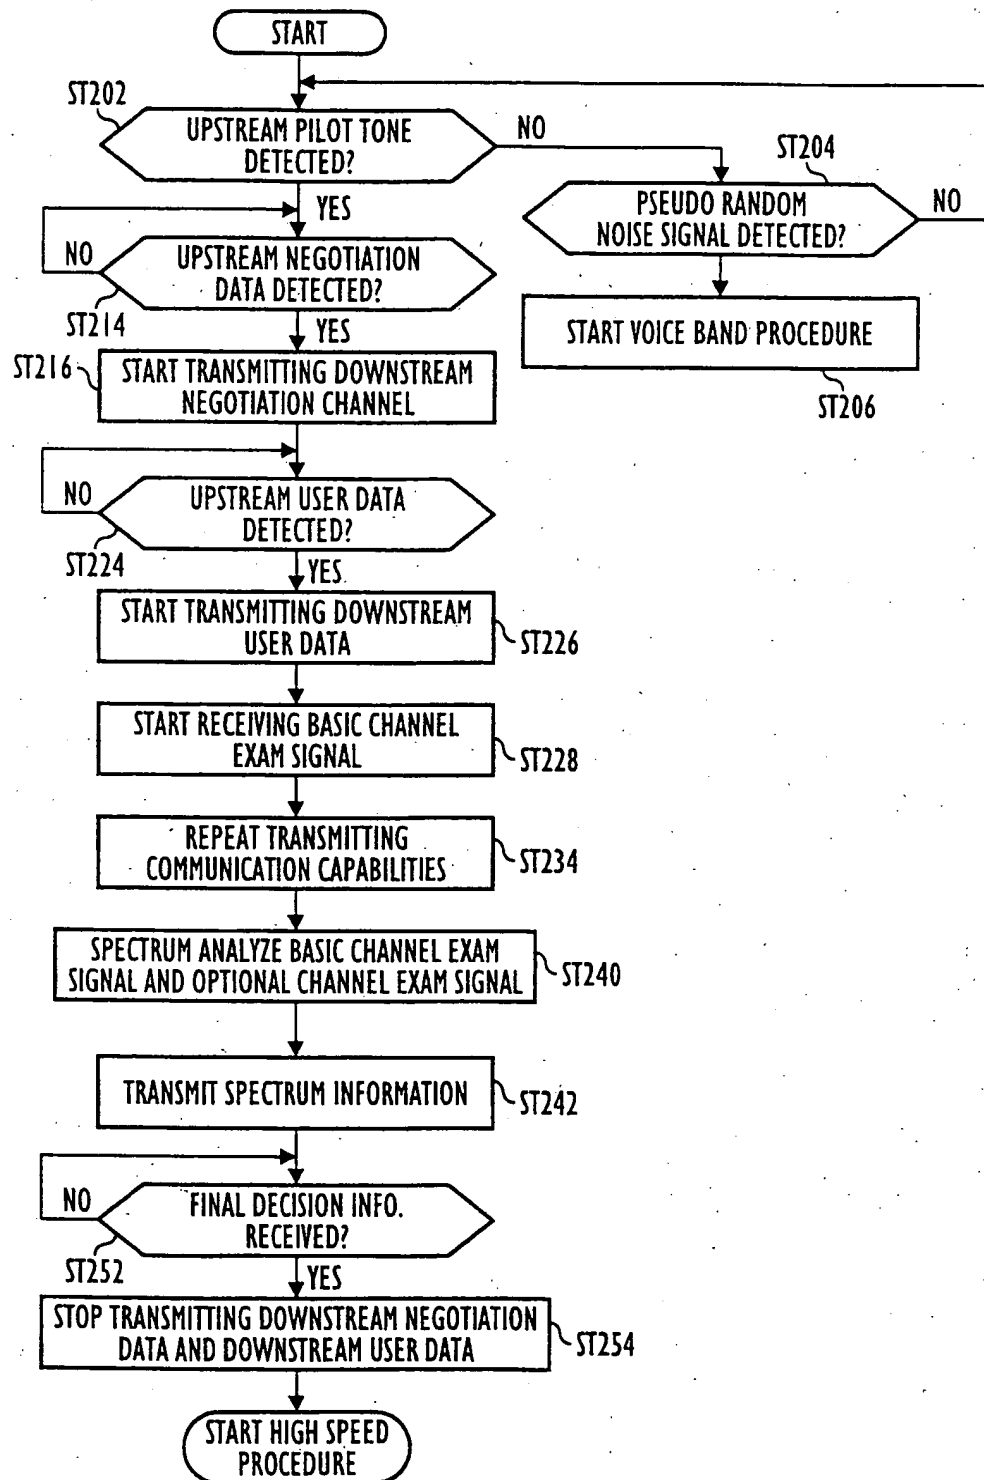 START
ST202
UPSTREAM PILOT TONE
DETECTED?
NO
ST204
PSEUDO RANDOM
NOISE SIGNAL DETECTED?
NO
YES
NO
UPSTREAM NEGOTIATION
DATA DETECTED?
ST214
START VOICE BAND PROCEDURE
ST206
YES
ST216
START TRANSMITTING DOWNSTREAM
NEGOTIATION CHANNEL
NO
UPSTREAM USER DATA
DETECTED?
ST224
YES
START TRANSMITTING DOWNSTREAM
USER DATA
ST226
START RECEIVING BASIC CHANNEL
EXAM SIGNAL
ST228
REPEAT TRANSMITTING
COMMUNICATION CAPABILITIES
ST234
SPECTRUM ANALYZE BASIC CHANNEL EXAM
SIGNAL AND OPTIONAL CHANNEL EXAM SIGNAL
ST240
TRANSMIT SPECTRUM INFORMATION
ST242
NO
FINAL DECISION INFO.
RECEIVED?
ST252
YES
STOP TRANSMITTING DOWNSTREAM NEGOTIATION
DATA AND DOWNSTREAM USER DATA
ST254
START HIGH SPEED
PROCEDURE